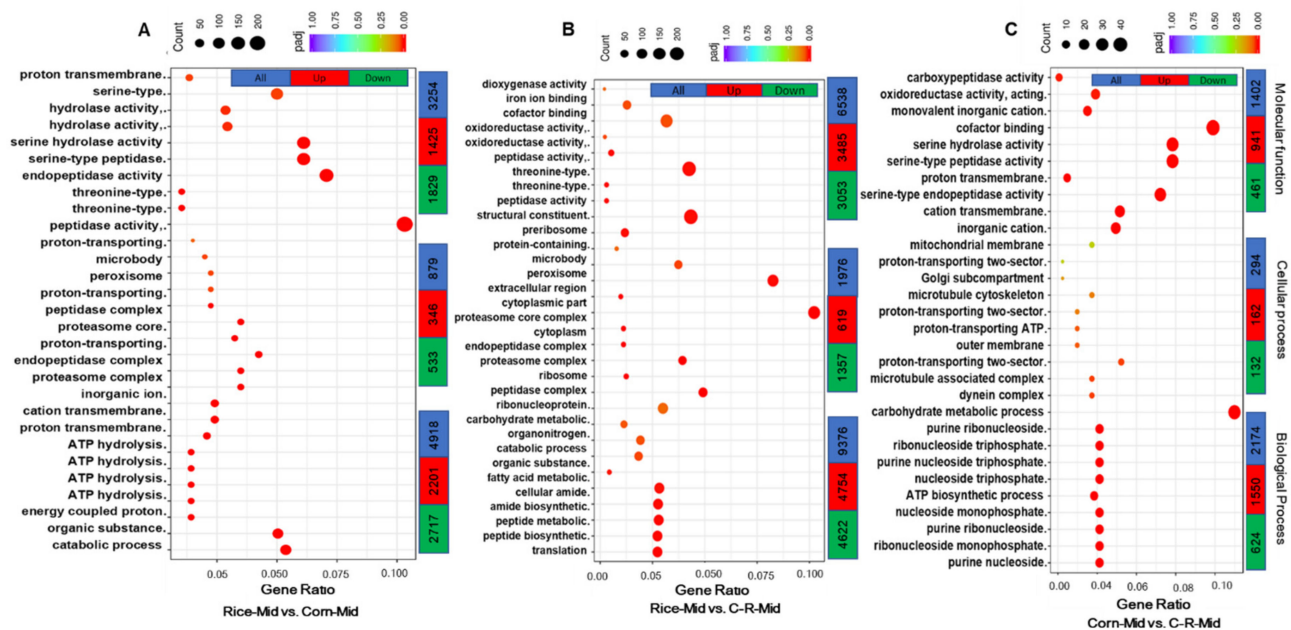 A
Count
50
100
150
200
padj
1.00
0.75
0.50
0.25
0.00
All
Up
Down
proton transmembrane.
serine-type.
hydrolase activity,.
hydrolase activity,.
serine hydrolase activity
serine-type peptidase.
endopeptidase activity
threonine-type.
threonine-type.
peptidase activity,.
proton-transporting.
microbody
peroxisome
proton-transporting.
peptidase complex
proteasome core.
proton-transporting.
endopeptidase complex
proteasome complex
inorganic ion.
cation transmembrane.
proton transmembrane.
ATP hydrolysis.
ATP hydrolysis.
ATP hydrolysis.
ATP hydrolysis.
energy coupled proton.
organic substance.
catabolic process
3254
1425
1829
879
346
533
4918
2201
2717
0.05
0.050
0.075
0.100
Gene Ratio
Rice-Mid vs. Corn-Mid
B
Count
50
100
150
200
padj
1.00
0.75
0.50
0.25
0.00
All
Up
Down
dioxygenase activity
iron ion binding
cofactor binding
oxidoreductase activity,.
oxidoreductase activity,.
peptidase activity,.
threonine-type.
threonine-type.
peptidase activity
structural constituent.
preribosome
protein-containing.
microbody
peroxisome
extracellular region
cytoplasmic part
proteasome core complex
cytoplasm
endopeptidase complex
proteasome complex
ribosome
peptidase complex
ribonucleoprotein.
carbohydrate metabolic.
organonitrogen.
catabolic process
organic substance.
fatty acid metabolic.
cellular amide.
amide biosynthetic.
peptide metabolic.
peptide biosynthetic.
translation
6538
3485
3053
1976
619
1357
9376
4754
4622
0.00
0.05
0.050
0.075
0.100
Gene Ratio
Rice-Mid vs. C-R-Mid
C
Count
10
20
30
40
padj
1.00
0.75
0.50
0.25
0.00
All
Up
Down
carboxypeptidase activity
oxidoreductase activity, acting.
monovalent inorganic cation.
cofactor binding
serine hydrolase activity
serine-type peptidase activity
proton transmembrane.
serine-type endopeptidase activity
cation transmembrane.
inorganic cation.
mitochondrial membrane
proton-transporting two-sector.
Golgi subcompartment
microtubule cytoskeleton
proton-transporting two-sector.
proton-transporting ATP.
outer membrane
proton-transporting two-sector.
microtubule associated complex
dynein complex
carbohydrate metabolic process
purine ribonucleoside.
ribonucleoside triphosphate.
purine nucleoside triphosphate.
nucleoside triphosphate.
ATP biosynthetic process
nucleoside monophosphate.
purine ribonucleoside.
ribonucleoside monophosphate.
purine nucleoside.
1402
941
461
294
162
132
2174
1550
624
Molecular function
Cellular process
Biological Process
0.00
0.02
0.04
0.06
0.10
Gene Ratio
Corn-Mid vs. C-R-Mid